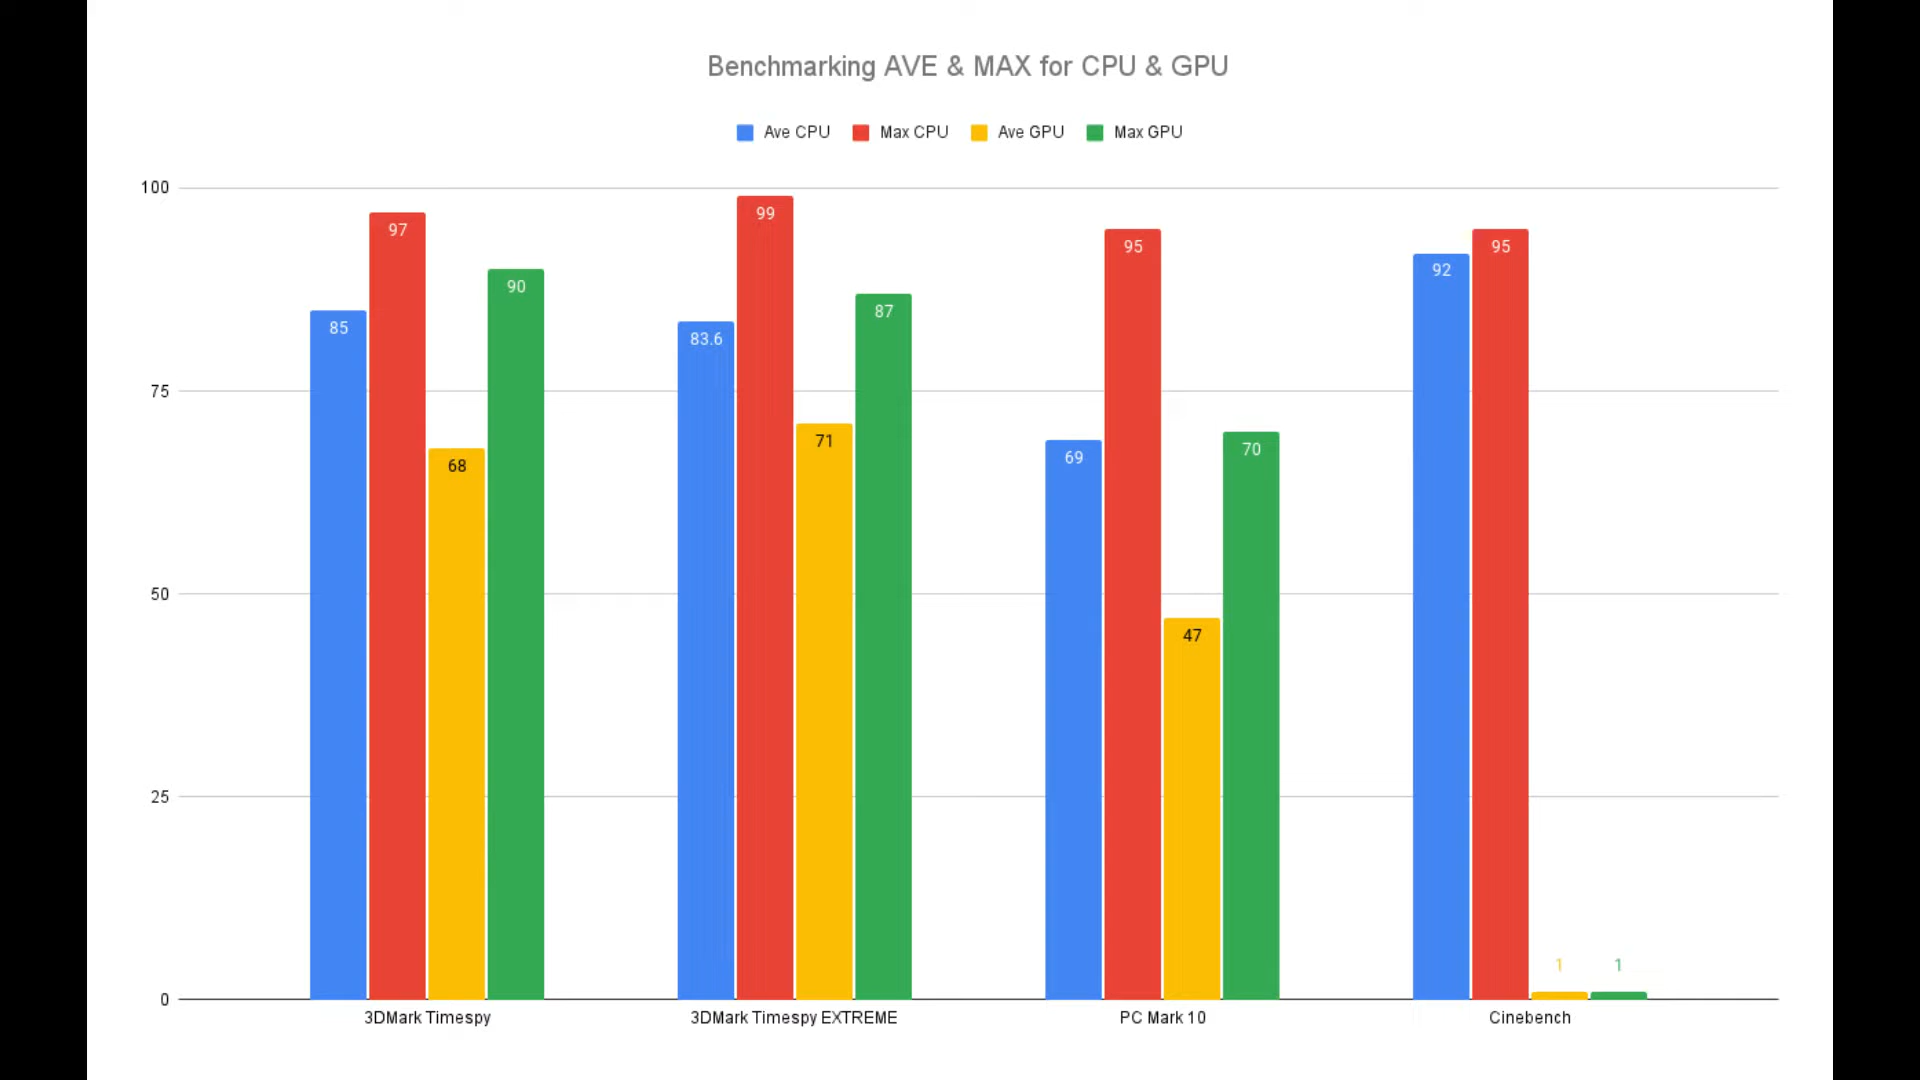 Benchmarking AVE & MAX for CPU & GPU
Ave CPU Max CPU Ave GPU Max GPU
100
75
50
25
0
85 97 68 90
83.6 99 71 87
69 95 47 70
92 95 1 1
3DMark Timespy 3DMark Timespy EXTREME PC Mark 10 Cinebench